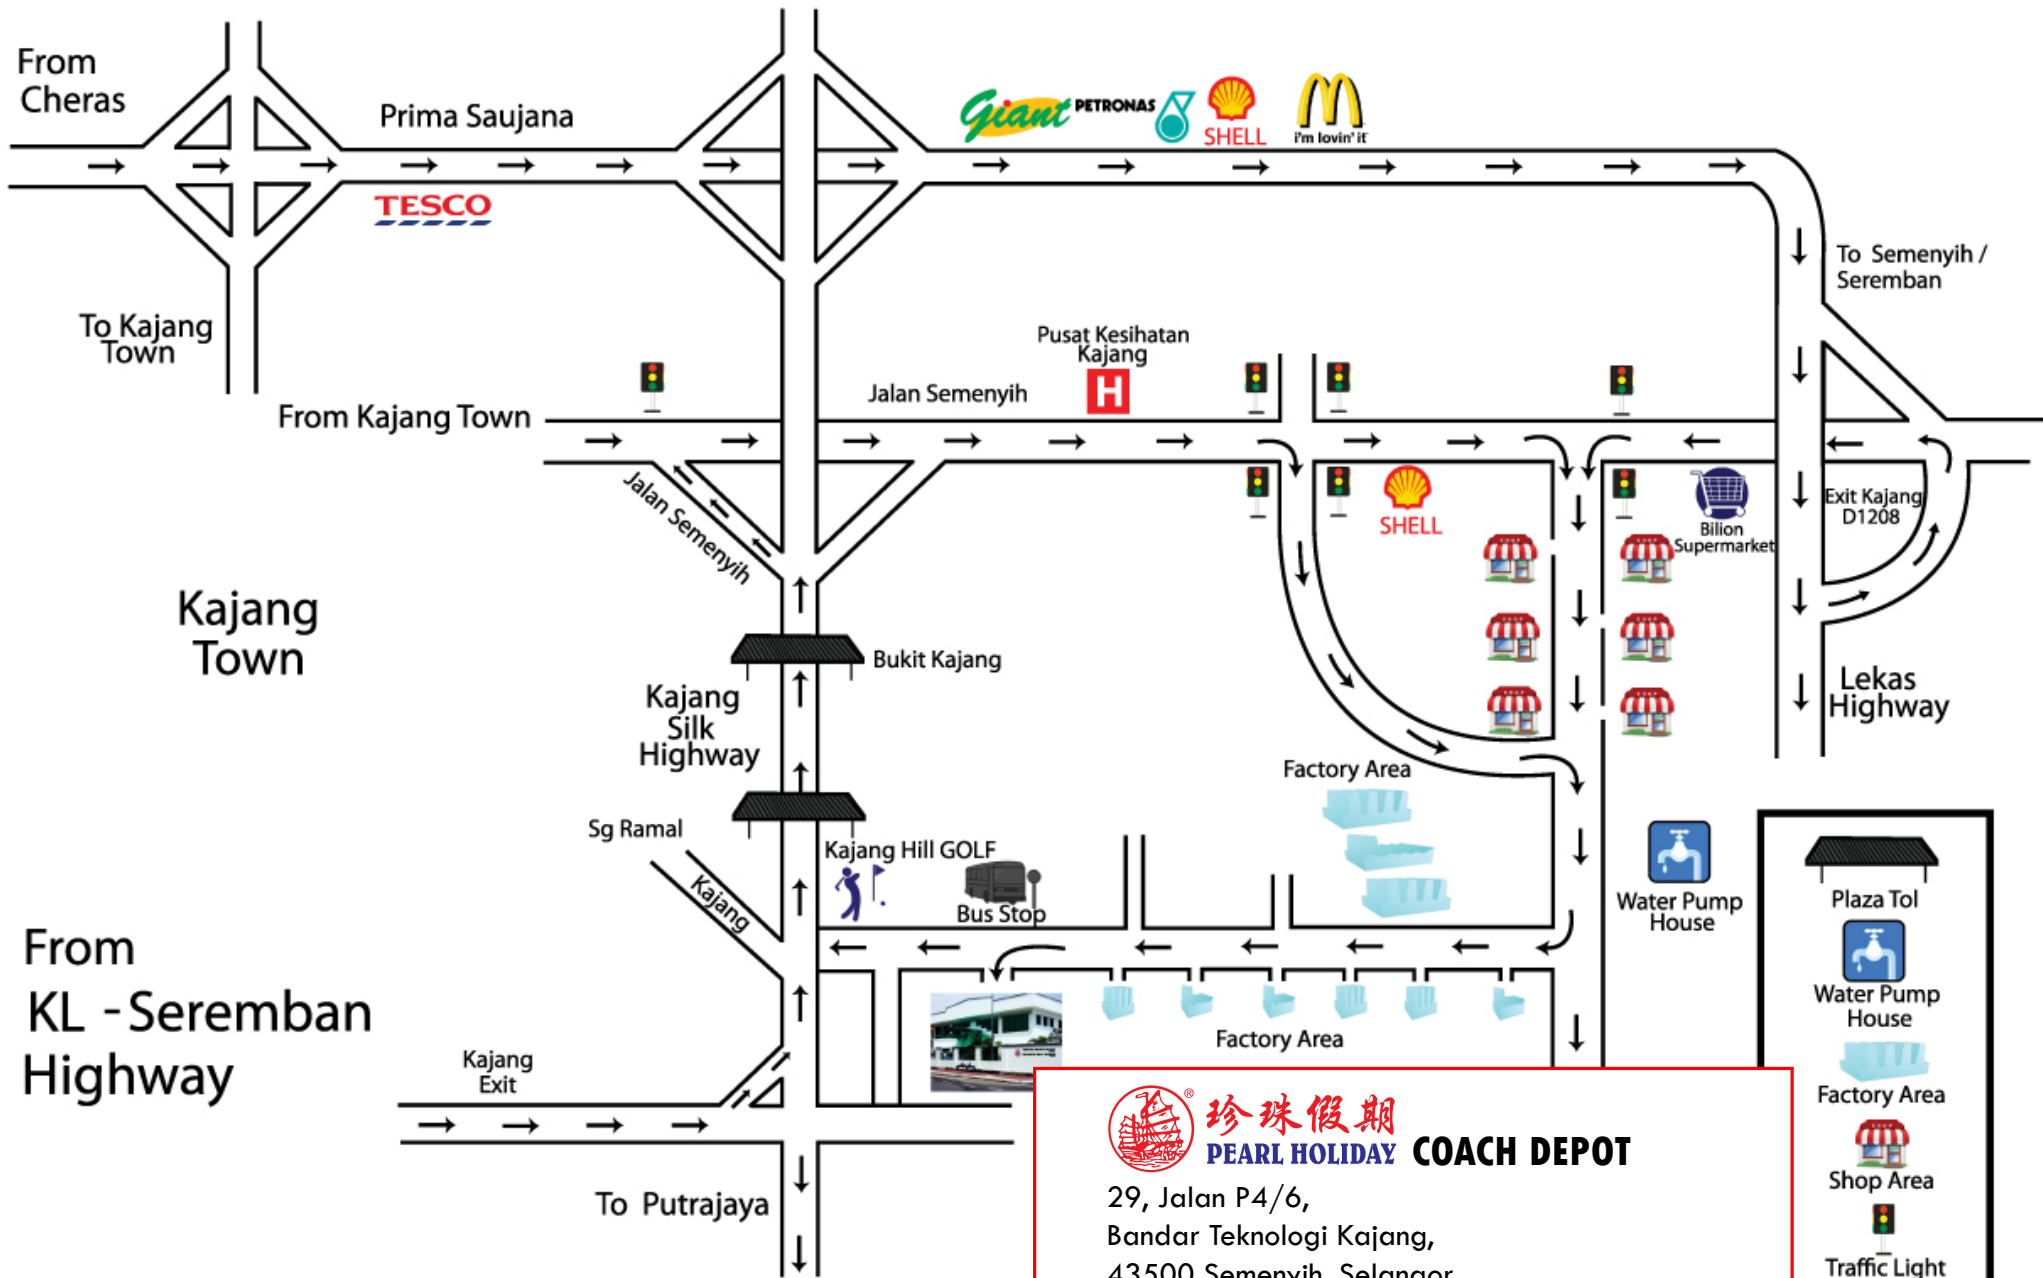 From
Cheras
Prima Saujana
TESCO
Giant
PETRONAS
SHELL
i'm lovin' it
To Semenyih /
Seremban
To Kajang
Town
From Kajang Town
Jalan Semenyih
Pusat Kesihatan
Kajang
H
Jalan Semenyih
SHELL
Bilion
Supermarket
Exit Kajang
D1208
Kajang
Town
Bukit Kajang
Kajang
Silk
Highway
Lekas
Highway
Factory Area
Sg Ramal
Kajang
Kajang Hill GOLF
Bus Stop
Water Pump
House
From
KL - Seremban
Highway
Kajang
Exit
Factory Area
To Putrajaya
Plaza Tol
Water Pump
House
Factory Area
Shop Area
Traffic Light
®
珍珠假期
PEARL HOLIDAY COACH DEPOT
29, Jalan P4/6,
Bandar Teknologi Kajang,
43500 Semenyih, Selangor